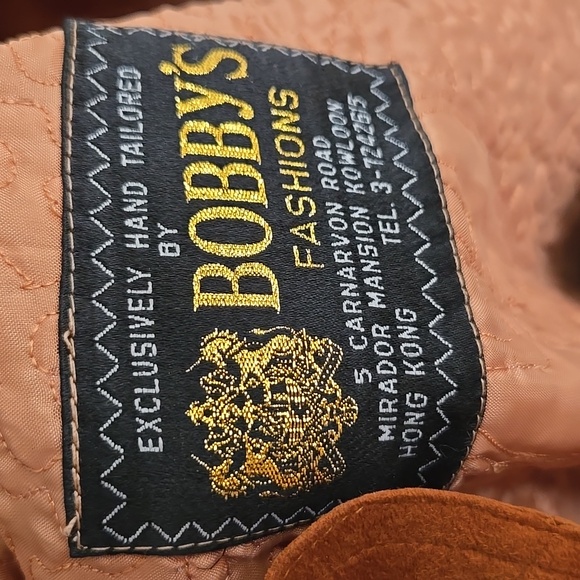 EXCLUSIVELY HAND TAILORED
BY
BOBBY'S
FASHIONS
5 CARNARVON ROAD
MIRADOR MANSION KOWLOON
HONG KONG TEL. 3-7242615